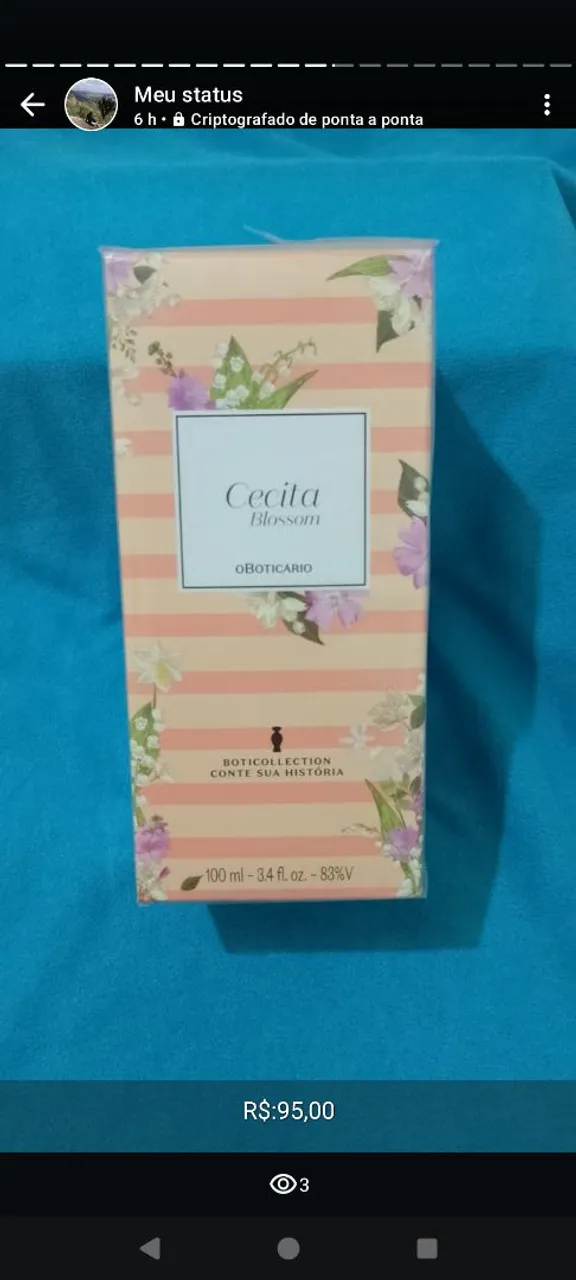 Meu status
6 h • Criptografado de ponta a ponta
Cecita
Blossom
oBOTICÁRIO
BOTICOLLECTION
CONTE SUA HISTÓRIA
100 ml - 3.4 fl. oz. - 83%V
R$:95,00
3